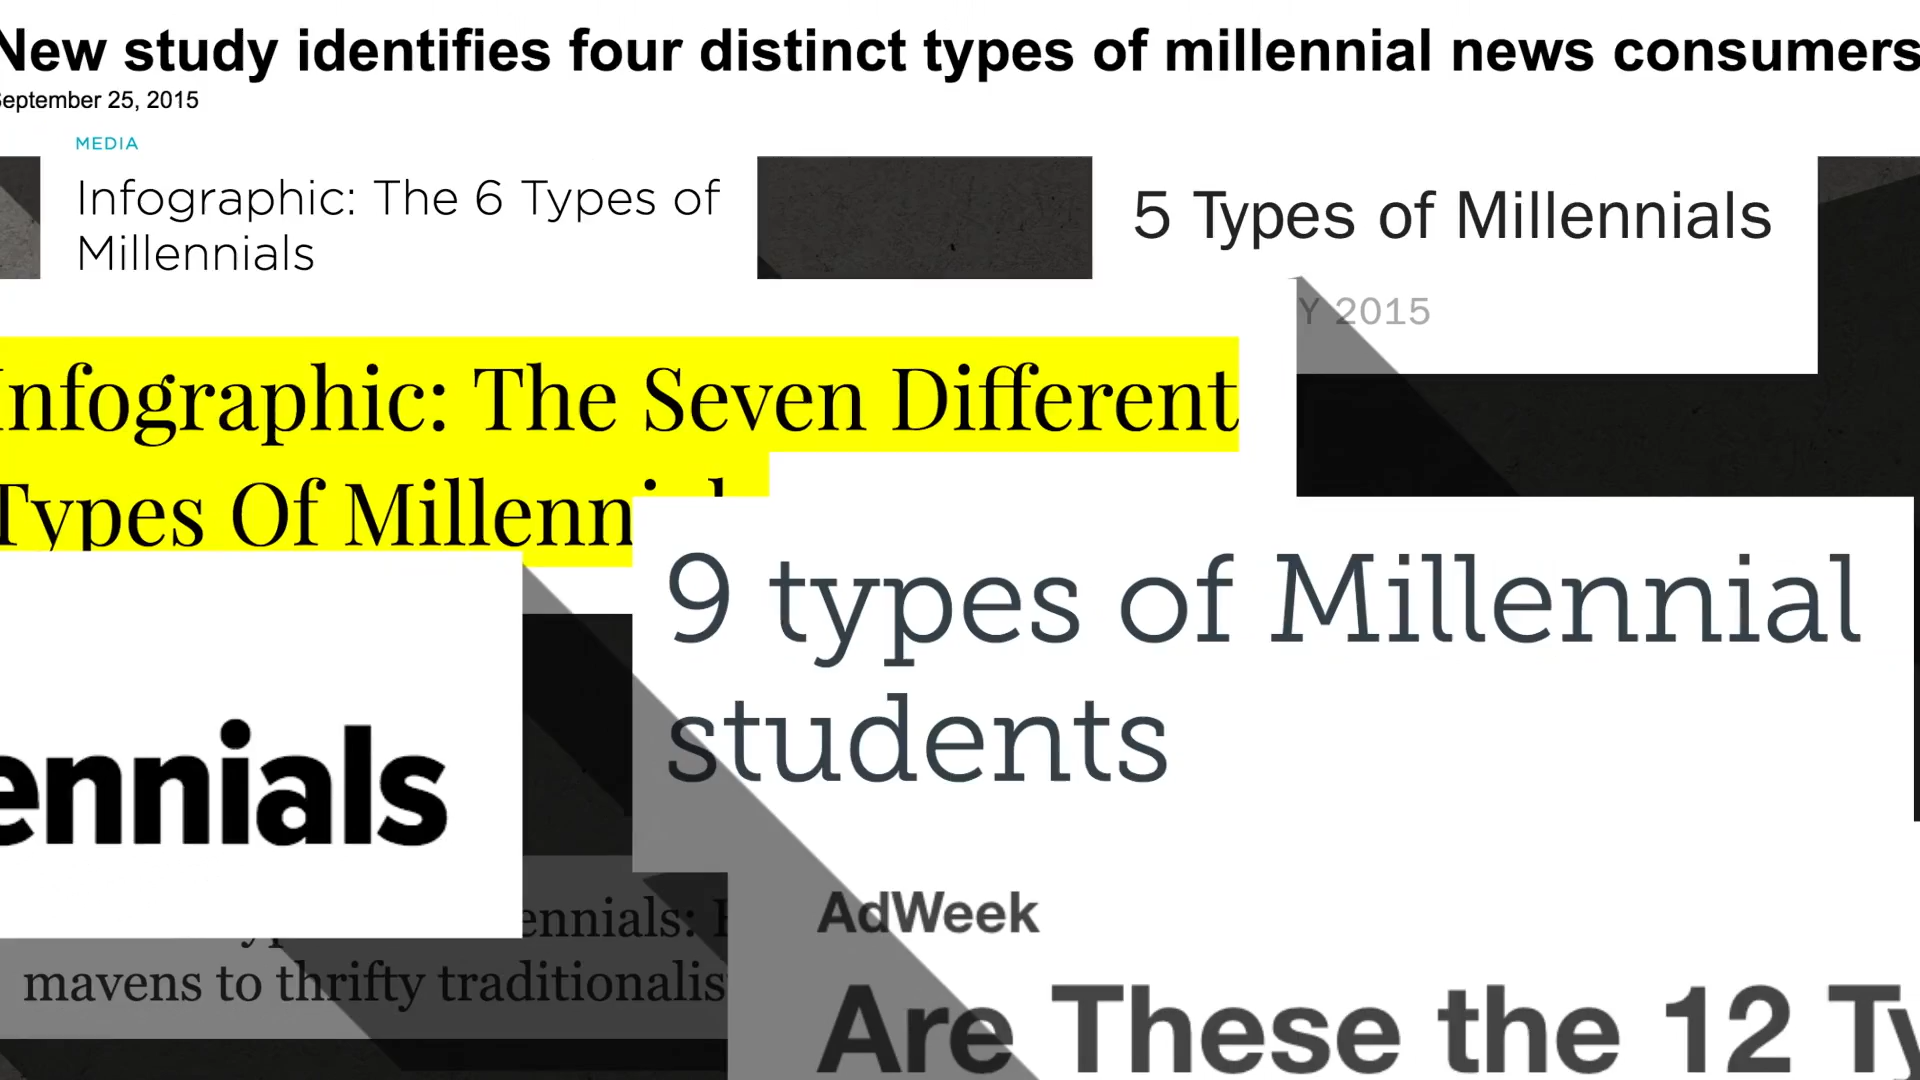 New study identifies four distinct types of millennial news consumers
September 25, 2015
MEDIA
Infographic: The 6 Types of
Millennials
5 Types of Millennials
Y 2015
Infographic: The Seven Different
Types Of Millenni
9 types of Millennial
students
ennials
ennials:
mavens to thrifty traditionalis
AdWeek
Are These the 12 Ty